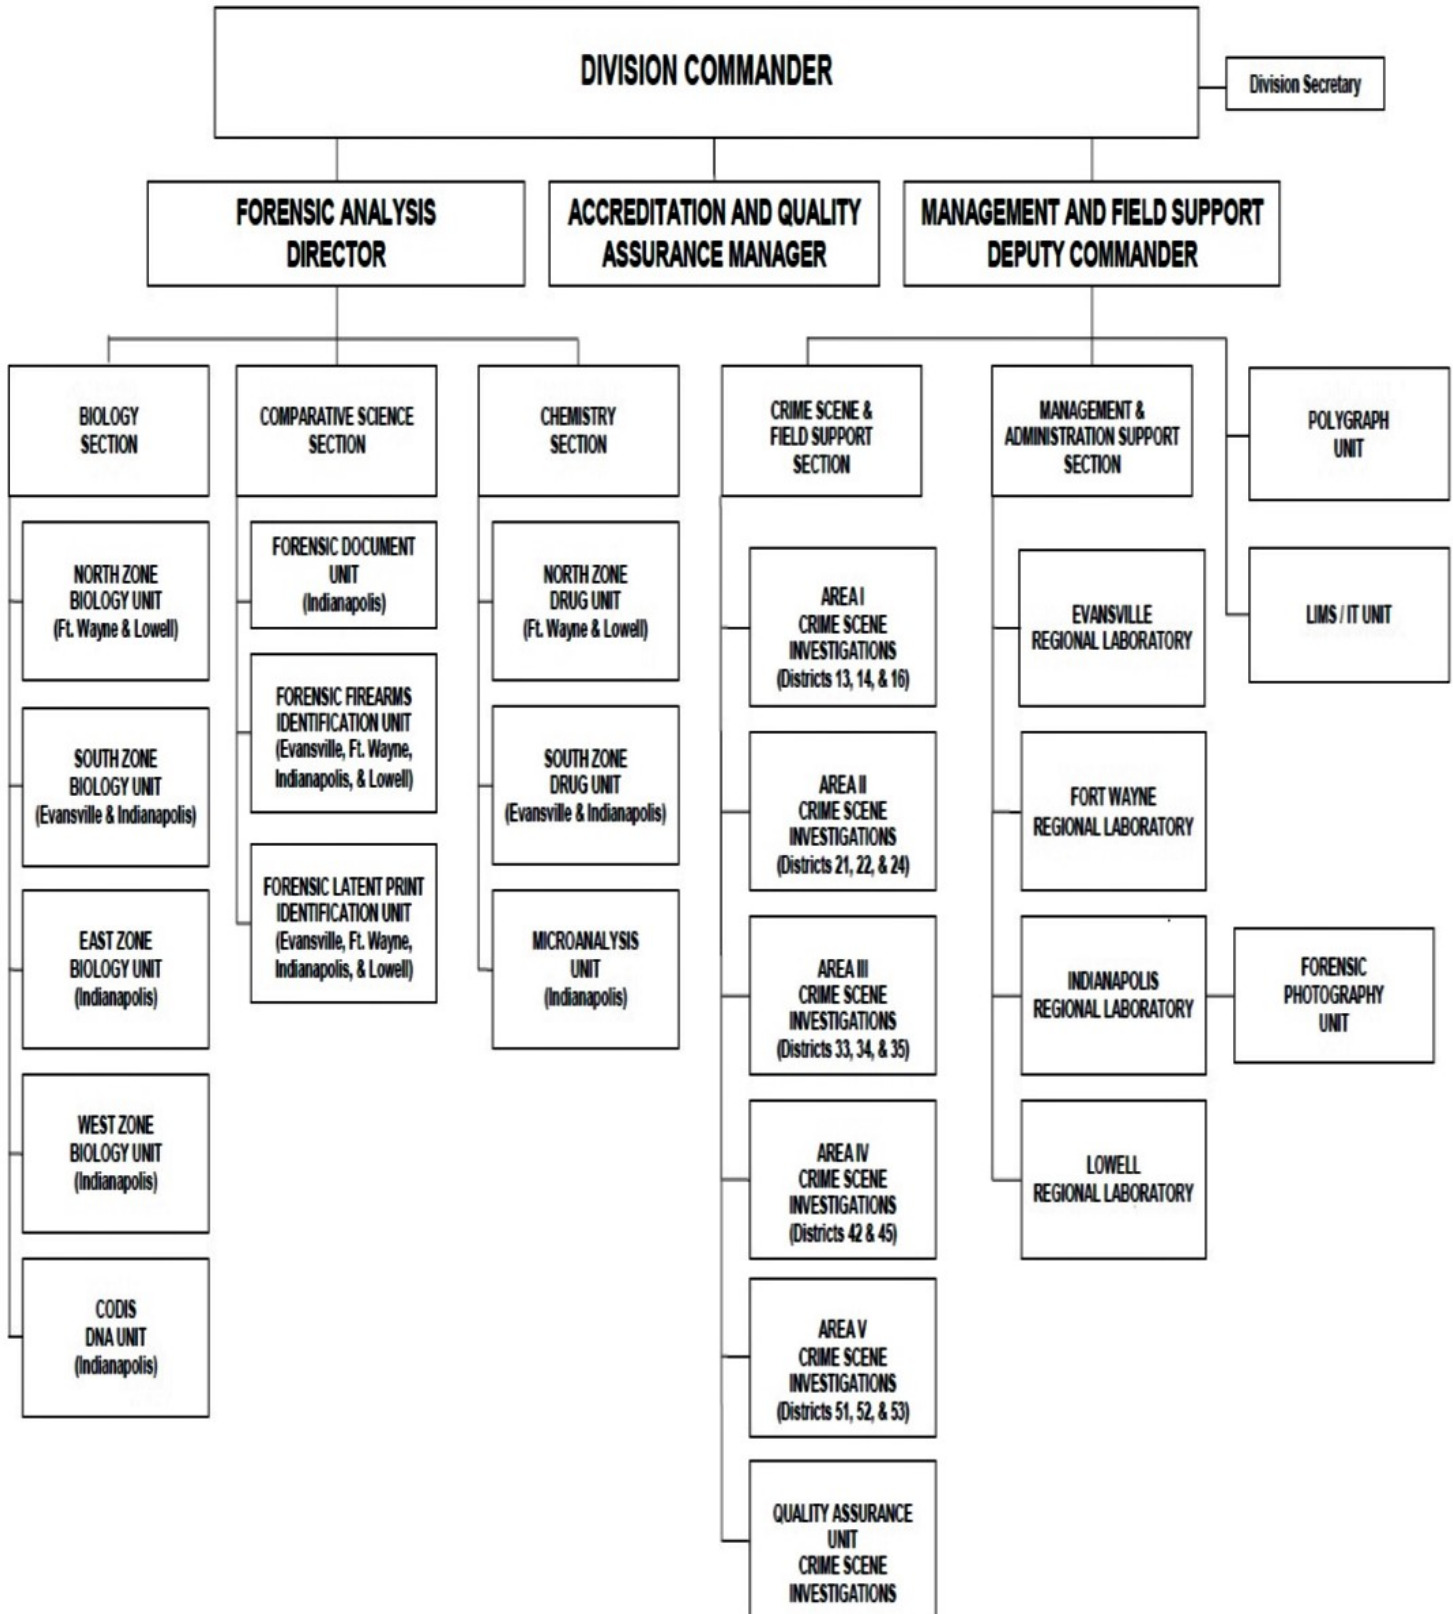 DIVISION COMMANDER
Division Secretary
FORENSIC ANALYSIS
DIRECTOR
ACCREDITATION AND QUALITY
ASSURANCE MANAGER
MANAGEMENT AND FIELD SUPPORT
DEPUTY COMMANDER
BIOLOGY
SECTION
NORTH ZONE
BIOLOGY UNIT
(Ft. Wayne & Lowell)
SOUTH ZONE
BIOLOGY UNIT
(Evansville & Indianapolis)
EAST ZONE
BIOLOGY UNIT
(Indianapolis)
WEST ZONE
BIOLOGY UNIT
(Indianapolis)
CODIS
DNA UNIT
(Indianapolis)
COMPARATIVE SCIENCE
SECTION
FORENSIC DOCUMENT
UNIT
(Indianapolis)
FORENSIC FIREARMS
IDENTIFICATION UNIT
(Evansville, Ft. Wayne,
Indianapolis, & Lowell)
FORENSIC LATENT PRINT
IDENTIFICATION UNIT
(Evansville, Ft. Wayne,
Indianapolis, & Lowell)
CHEMISTRY
SECTION
NORTH ZONE
DRUG UNIT
(Ft. Wayne & Lowell)
SOUTH ZONE
DRUG UNIT
(Evansville & Indianapolis)
MICROANALYSIS
UNIT
(Indianapolis)
CRIME SCENE &
FIELD SUPPORT
SECTION
AREA I
CRIME SCENE
INVESTIGATIONS
(Districts 13, 14, & 16)
AREA II
CRIME SCENE
INVESTIGATIONS
(Districts 21, 22, & 24)
AREA III
CRIME SCENE
INVESTIGATIONS
(Districts 33, 34, & 35)
AREA IV
CRIME SCENE
INVESTIGATIONS
(Districts 42 & 45)
AREA V
CRIME SCENE
INVESTIGATIONS
(Districts 51, 52, & 53)
QUALITY ASSURANCE
UNIT
CRIME SCENE
INVESTIGATIONS
MANAGEMENT &
ADMINISTRATION SUPPORT
SECTION
EVANSVILLE
REGIONAL LABORATORY
FORT WAYNE
REGIONAL LABORATORY
INDIANAPOLIS
REGIONAL LABORATORY
FORENSIC
PHOTOGRAPHY
UNIT
LOWELL
REGIONAL LABORATORY
POLYGRAPH
UNIT
LIMS / IT UNIT